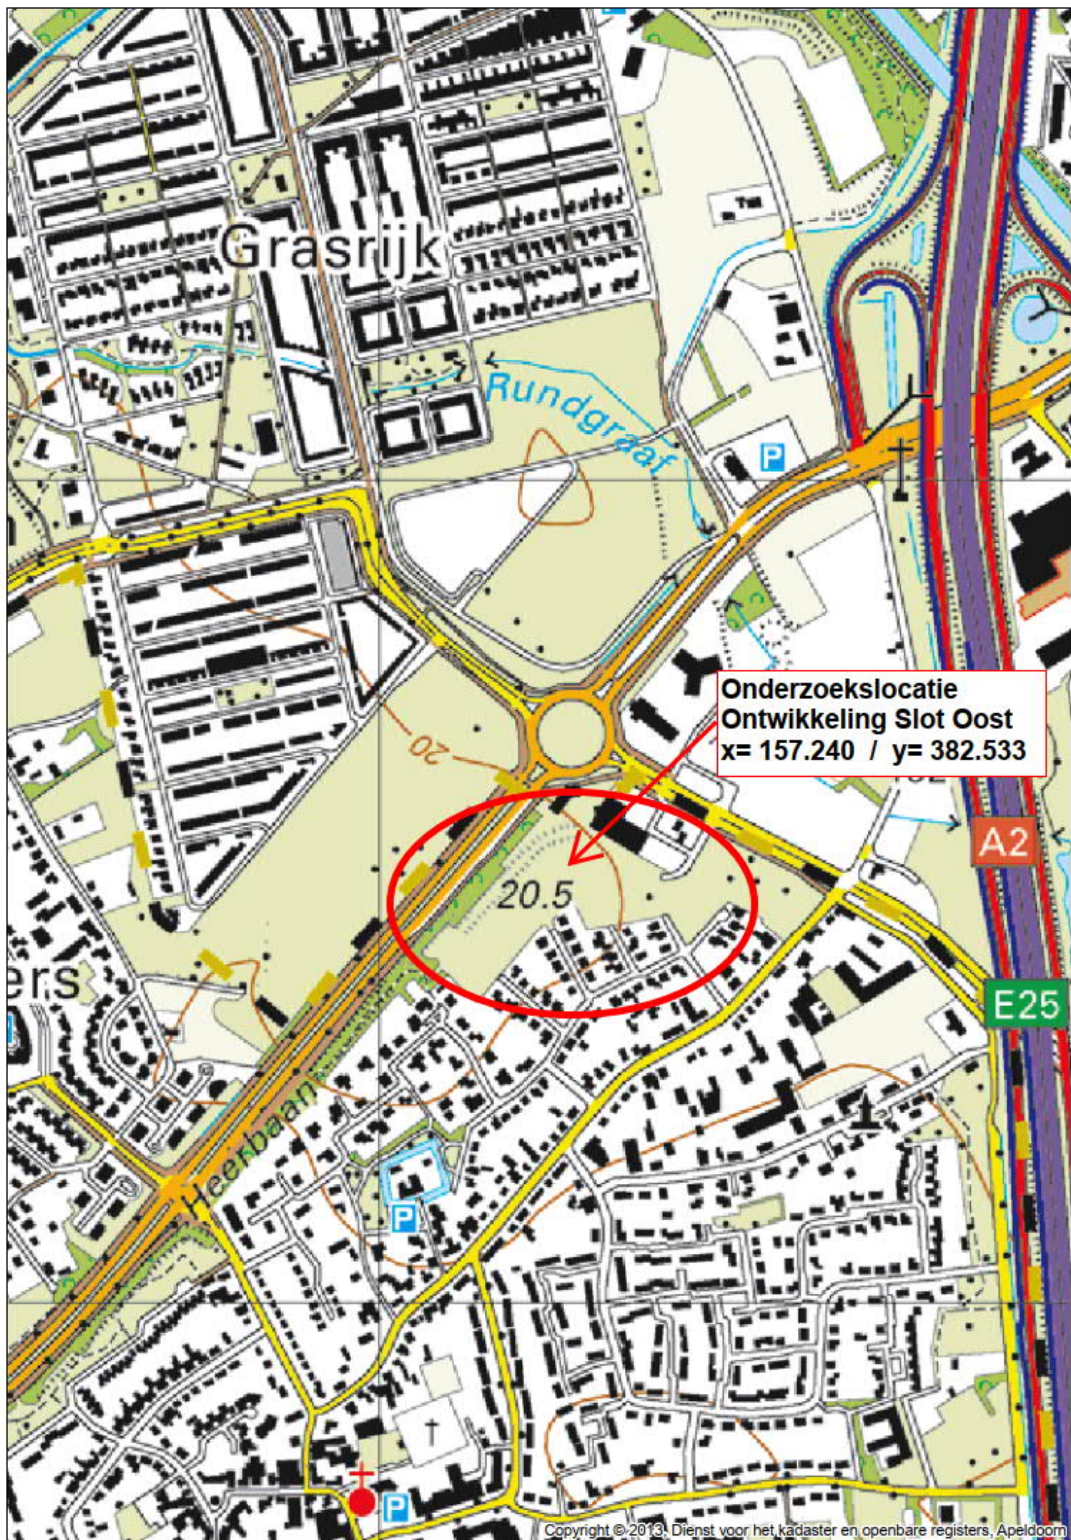 P
Grasrijk
Rundgraaf
P
Onderzoekslocatie
Ontwikkeling Slot Oost
x= 157.240 / y= 382.533
20
A2
20.5
ers
E25
Heerbaan
P
P
Copyright © 2013, Dienst voor het kadaster en openbare registers, Apeldoorn